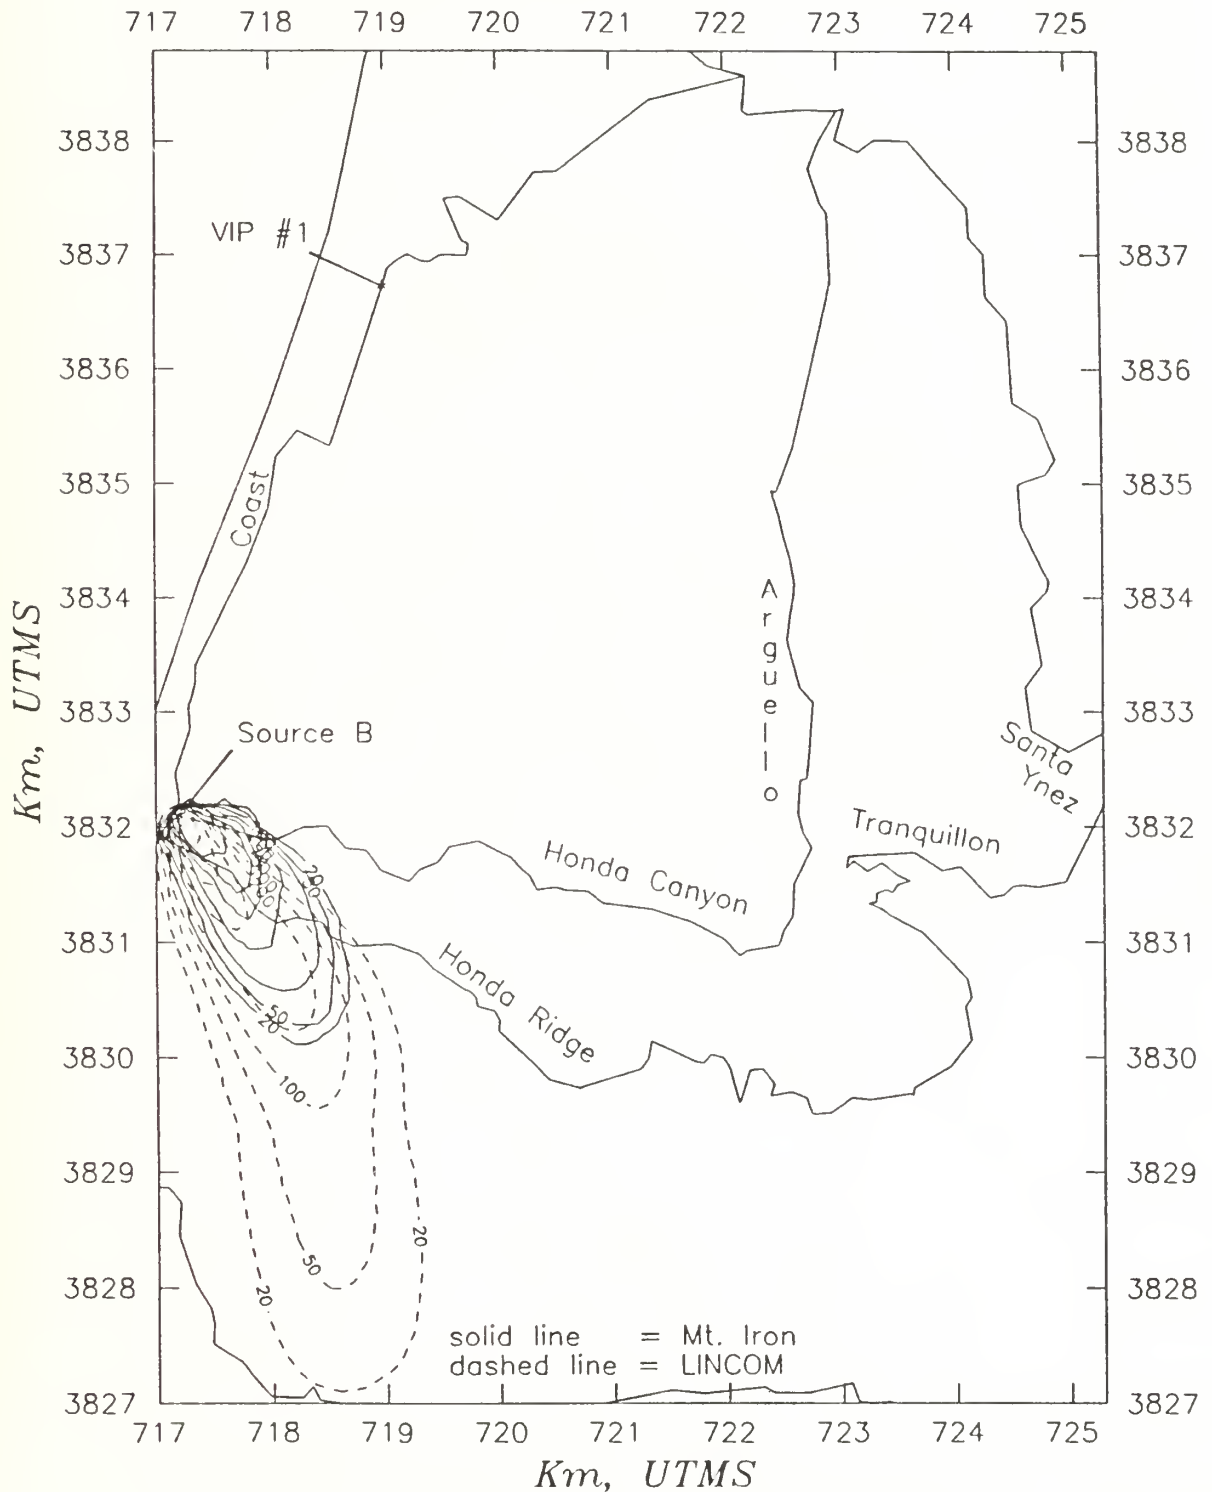 717 718 719 720 721 722 723 724 725
3838 3838
VIP #1
3837 3837
3836 3836
3835 3835
Coast
3834 3834
Arguello
3833 3833
Source B
Santa
Ynez
3832 3832
Tranquillon
Honda Canyon
200
3831 3831
Honda Ridge
50
20
3830 3830
100
3829 3829
20
50
20
3828 3828
solid line = Mt. Iron
dashed line = LINCOM
3827 3827
717 718 719 720 721 722 723 724 725
Km, UTMS
Km, UTMS